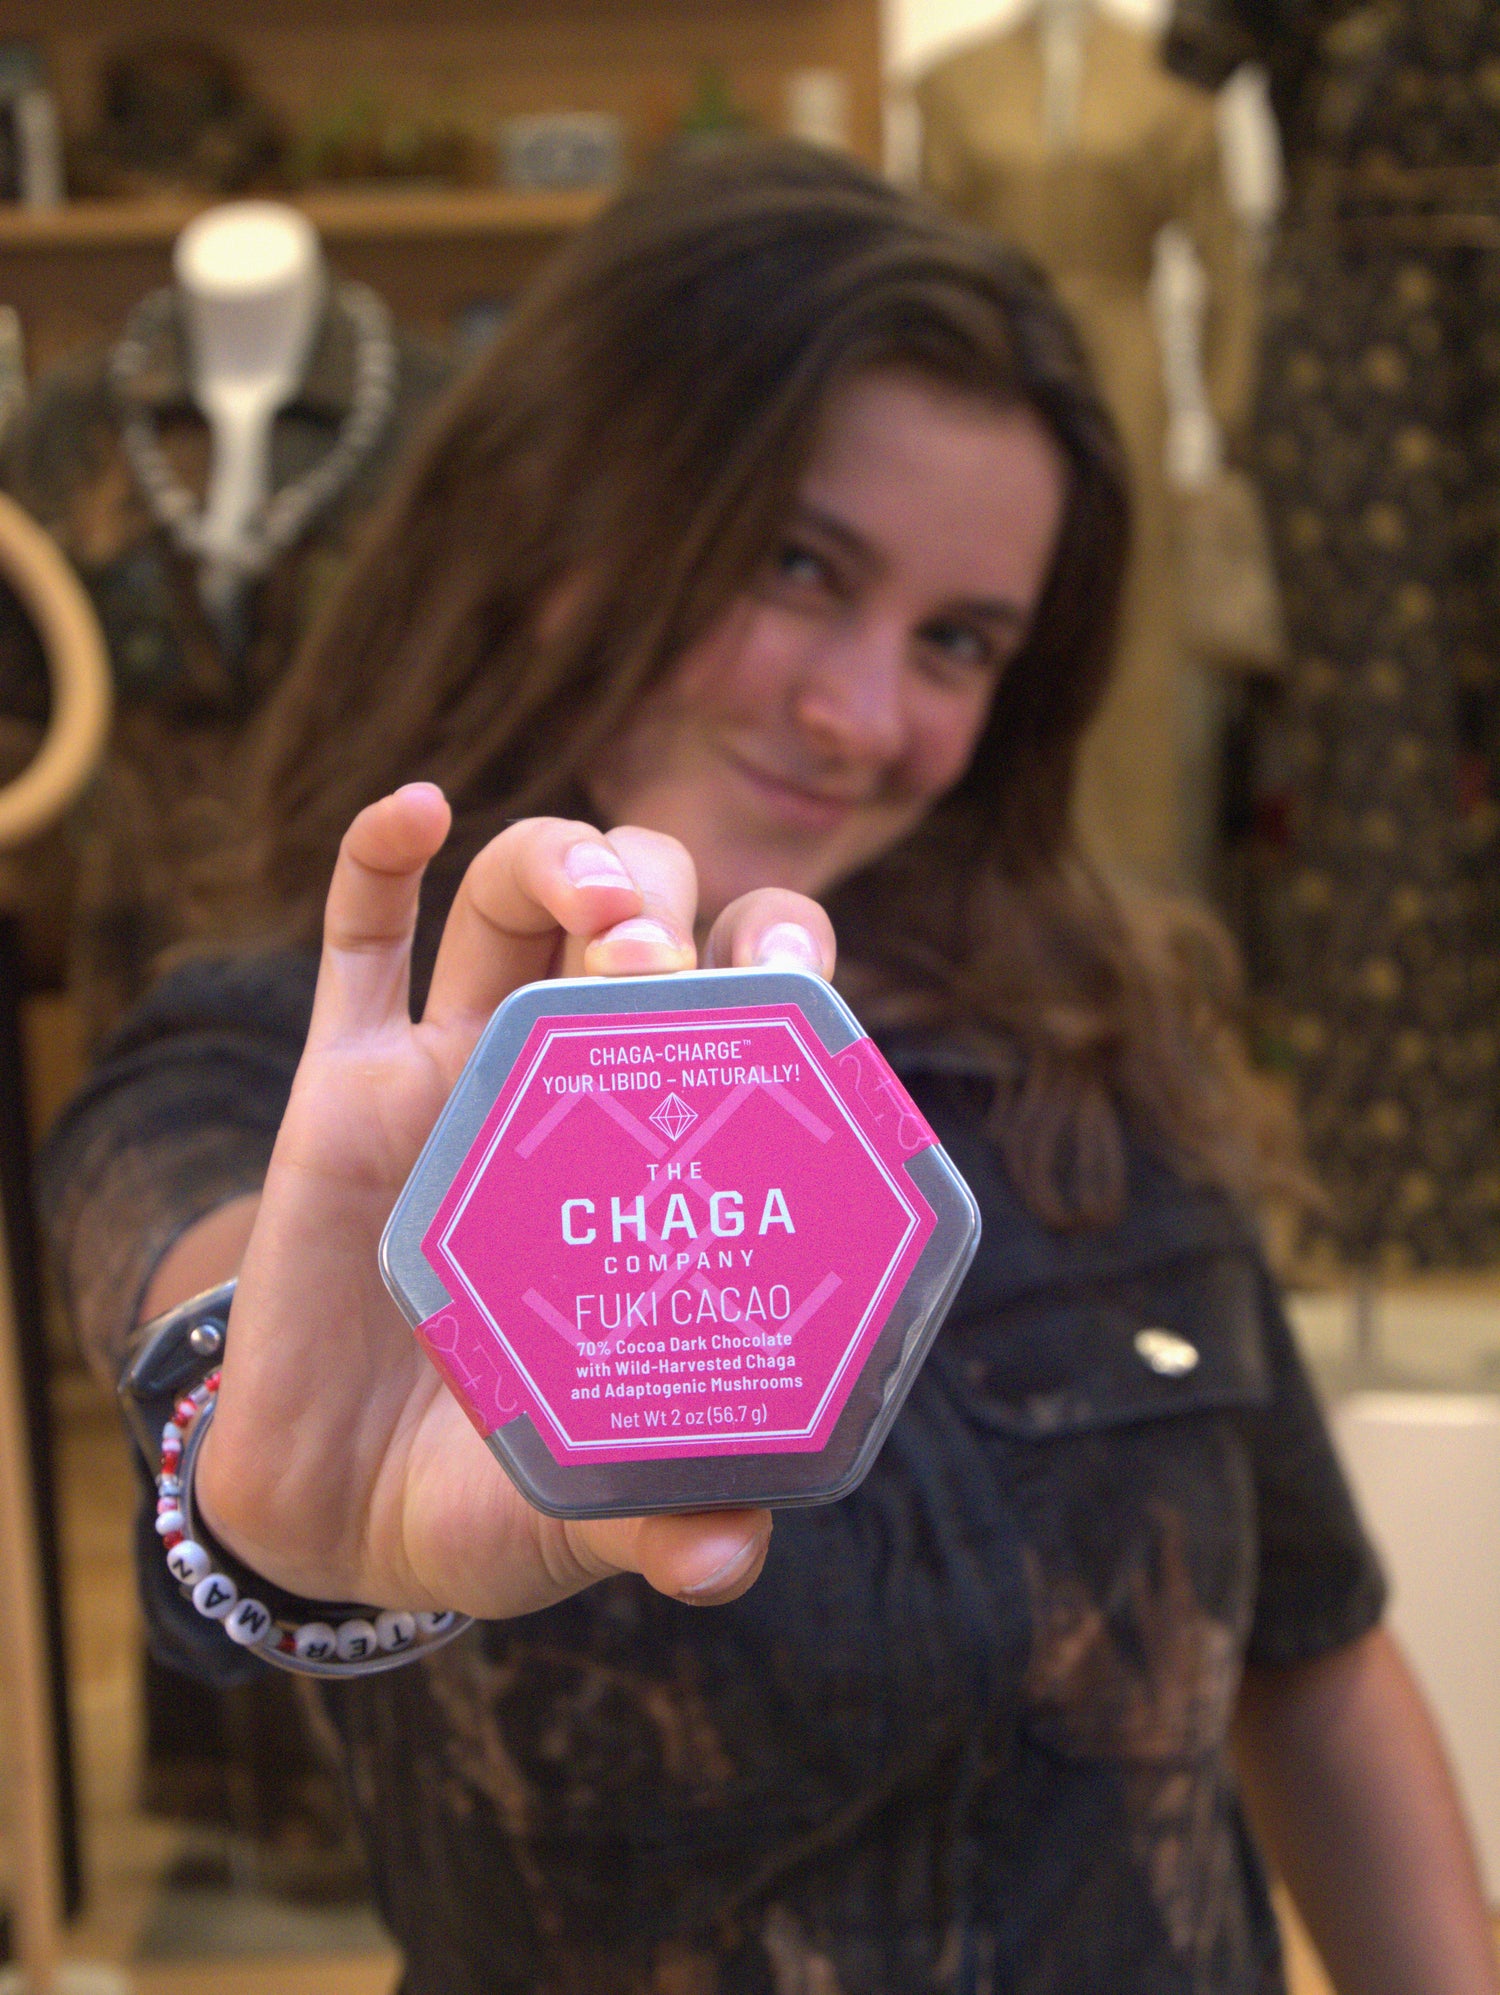 CHAGA-CHARGE™
YOUR LIBIDO – NATURALLY!
THE
CHAGA
COMPANY
FUKI CACAO
70% Cocoa Dark Chocolate
with Wild-Harvested Chaga
and Adaptogenic Mushrooms
Net Wt 2 oz (56.7 g)